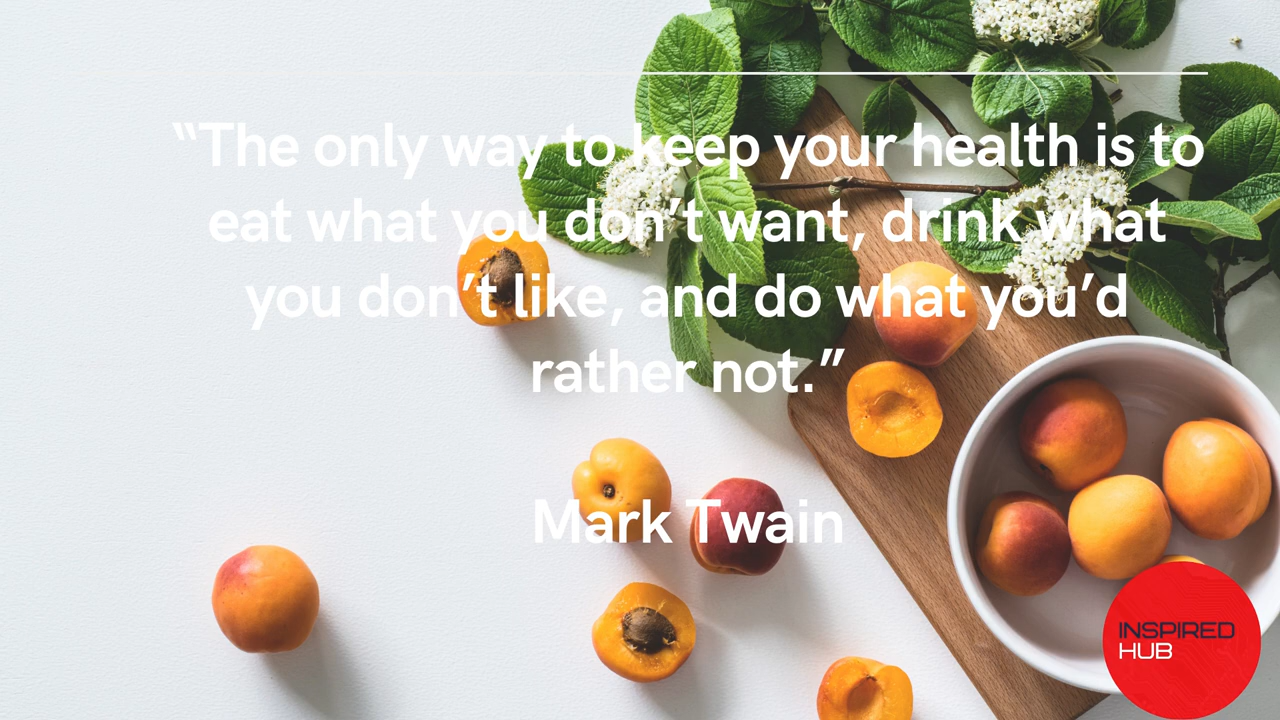 “The only way to keep your health is to
eat what you don’t want, drink what
you don’t like, and do what you’d
rather not.”
Mark Twain
INSPIRED
HUB